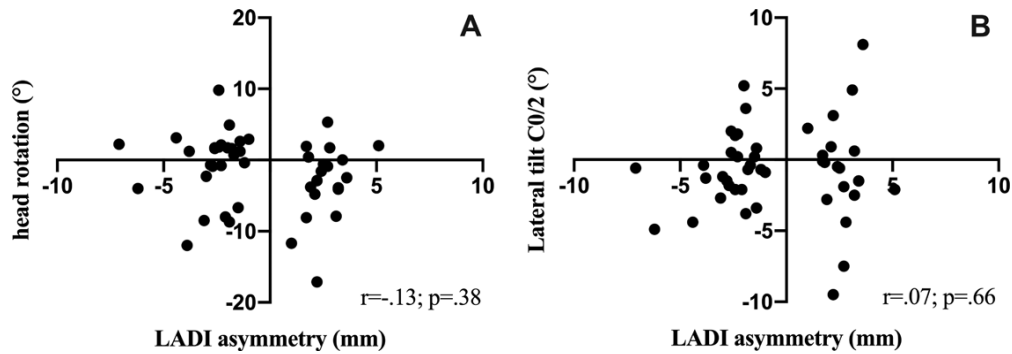 A
20
10
-10
-5
5
10
-10
-20
head rotation (°)
r=-.13; p=.38
LADI asymmetry (mm)
B
10
5
-10
-5
5
10
-5
-10
Lateral tilt C0/2 (°)
r=.07; p=.66
LADI asymmetry (mm)